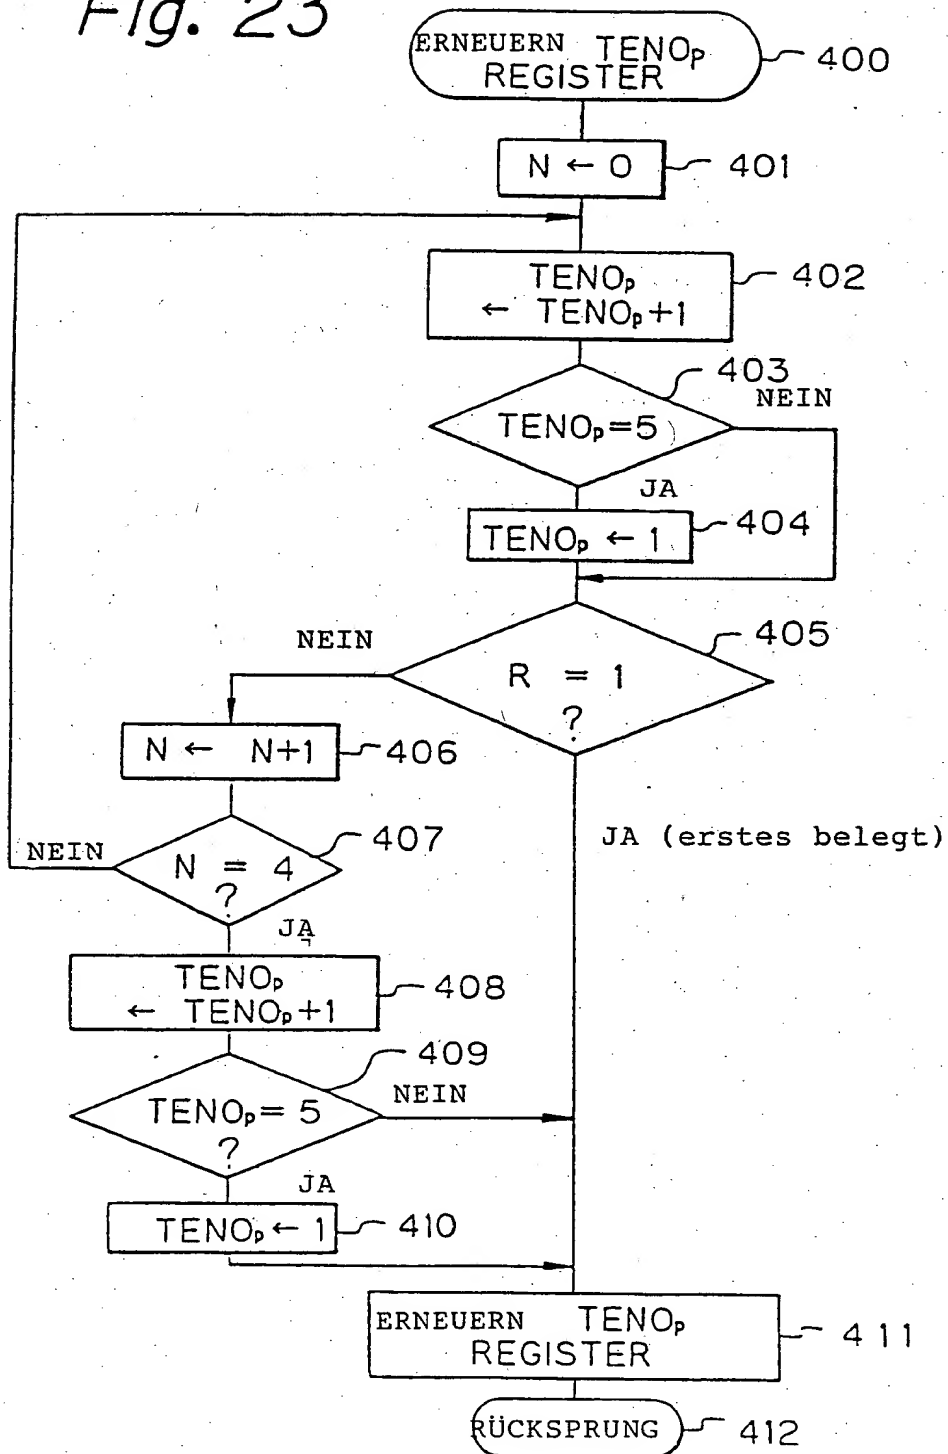 Fig. 23
ERNEUERN TENOp
REGISTER
400
N ← 0
401
TENOp
← TENOp+1
402
403
NEIN
TENOp=5
JA
TENOp ← 1
404
405
NEIN
R = 1
?
N ← N+1
406
JA (erstes belegt)
407
NEIN
N = 4
?
JA
TENOp
← TENOp+1
408
409
NEIN
TENOp= 5
?
JA
TENOp ← 1
410
ERNEUERN TENOp
REGISTER
411
RÜCKSPRUNG
412